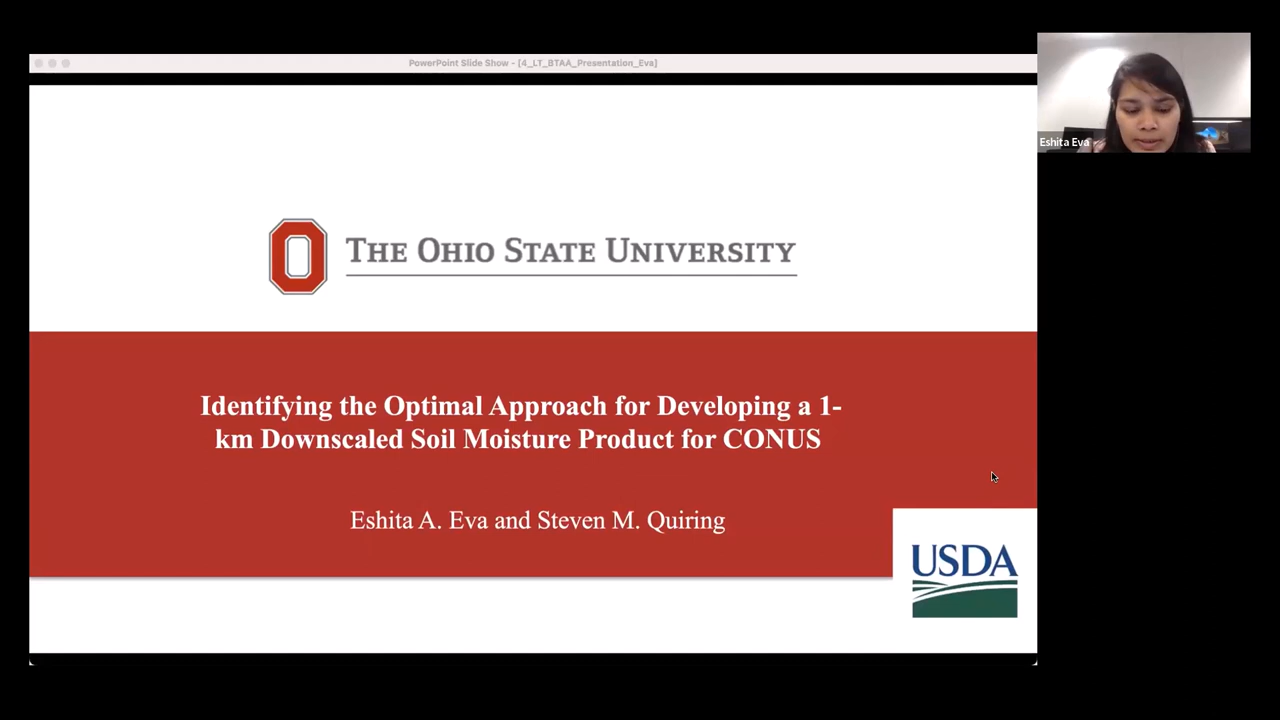 PowerPoint Slide Show - [4_LT_BTAA_Presentation_Eva]
Eshita Eva
THE OHIO STATE UNIVERSITY
Identifying the Optimal Approach for Developing a 1-
km Downscaled Soil Moisture Product for CONUS
Eshita A. Eva and Steven M. Quiring
USDA